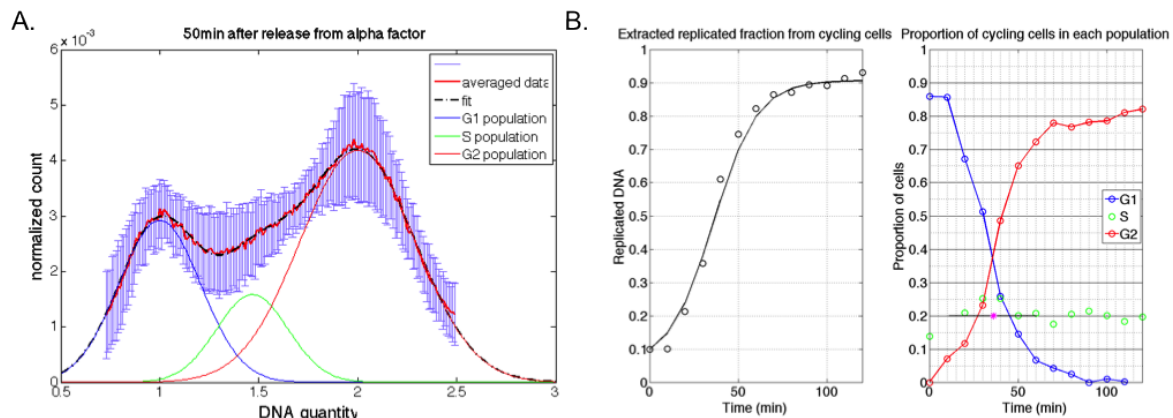 A.
50min after release from alpha factor
6 x 10⁻³
5
4
3
2
1
0
0.5 1 1.5 2 2.5 3
normalized count
DNA quantity
averaged data
fit
G1 population
S population
G2 population
B.
Extracted replicated fraction from cycling cells
1
0.9
0.8
0.7
0.6
0.5
0.4
0.3
0.2
0.1
0
0 50 100
Replicated DNA
Time (min)
Proportion of cycling cells in each population
1
0.9
0.8
0.7
0.6
0.5
0.4
0.3
0.2
0.1
0
0 50 100
Proportion of cells
Time (min)
G1
S
G2